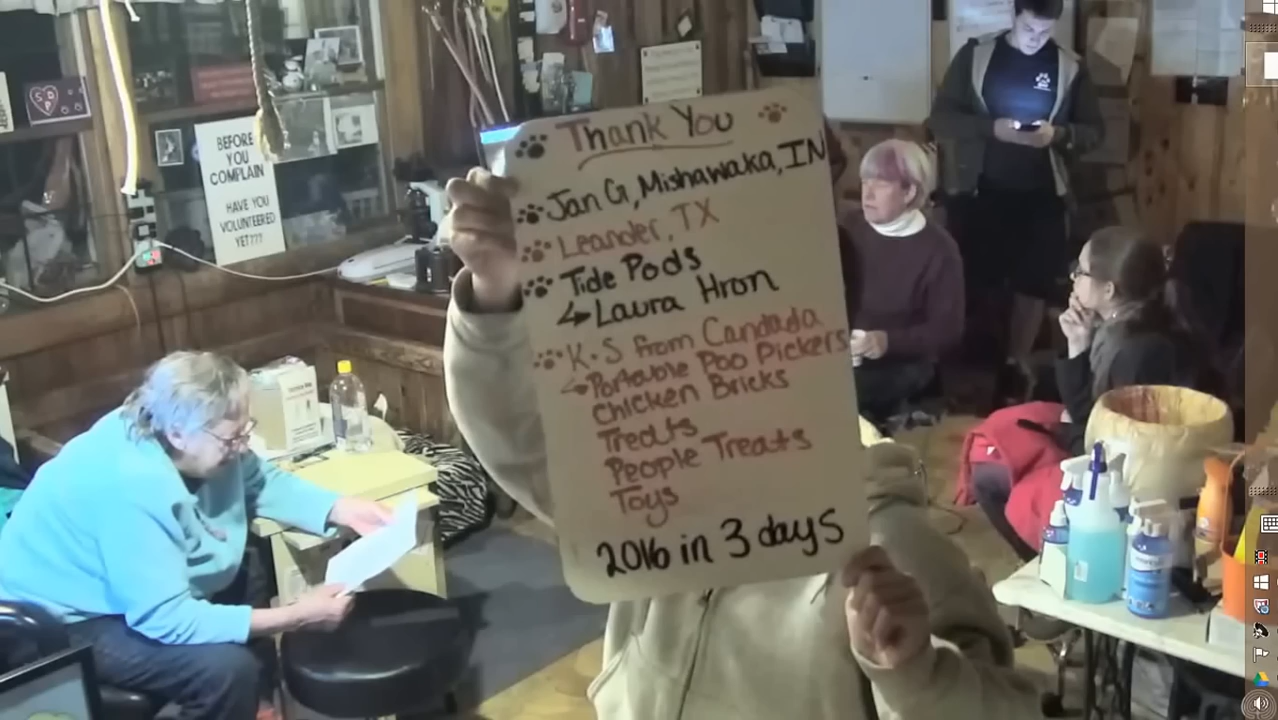 BEFORE
YOU
COMPLAIN
HAVE
YOU
VOLUNTEERED
YET???
Thank You
Jan G, Mishawaka, IN
Leander, TX
Tide Pods
Laura Hron
K.S from Candada
Portable Poo Pickers
Chicken Bricks
Treats
People Treats
Toys
2016 in 3 days